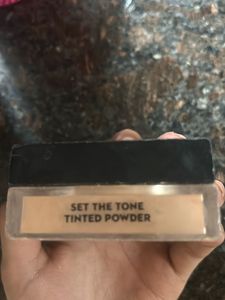 SET THE TONE
TINTED POWDER